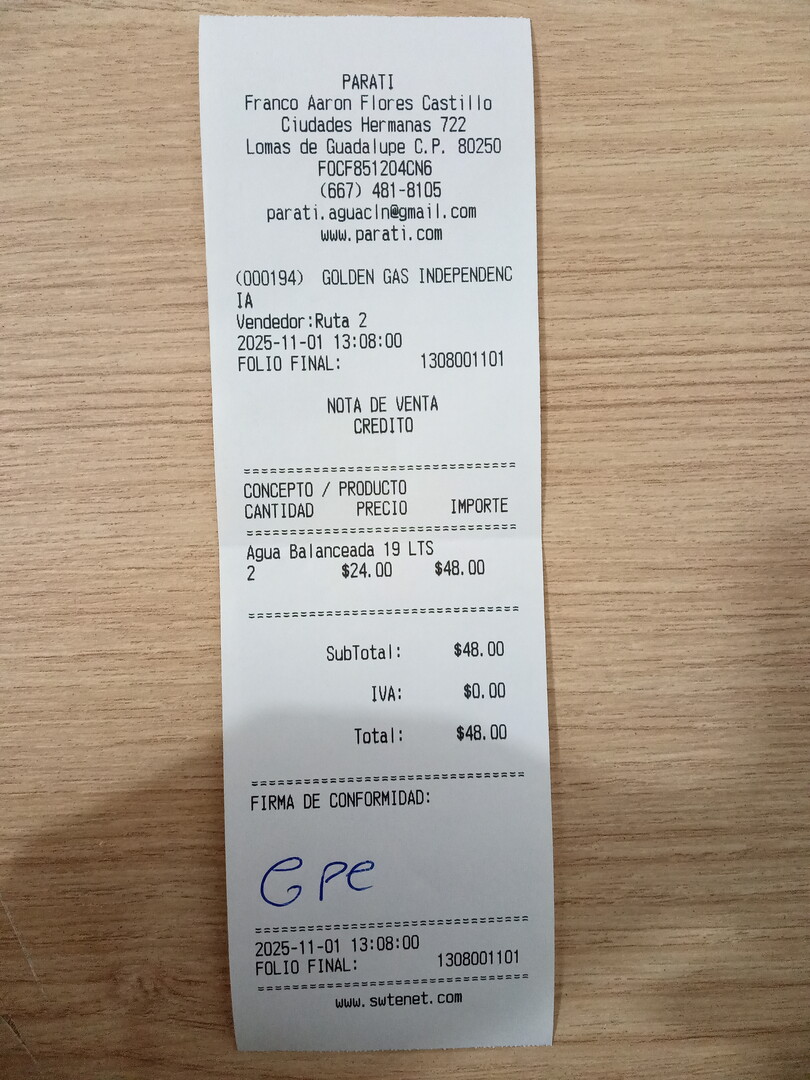 PARATI
Franco Aaron Flores Castillo
Ciudades Hermanas 722
Lomas de Guadalupe C.P. 80250
FOCF851204CN6
(667) 481-8105
parati.aguacln@gmail.com
www.parati.com
(000194) GOLDEN GAS INDEPENDENC
IA
Vendedor:Ruta 2
2025-11-01 13:08:00
FOLIO FINAL: 1308001101
NOTA DE VENTA
CREDITO
===============================
CONCEPTO / PRODUCTO
CANTIDAD PRECIO IMPORTE
===============================
Agua Balanceada 19 LTS
2 $24.00 $48.00
===============================
SubTotal: $48.00
IVA: $0.00
Total: $48.00
===============================
FIRMA DE CONFORMIDAD:
GPe
===============================
2025-11-01 13:08:00
FOLIO FINAL: 1308001101
===============================
www.swtenet.com